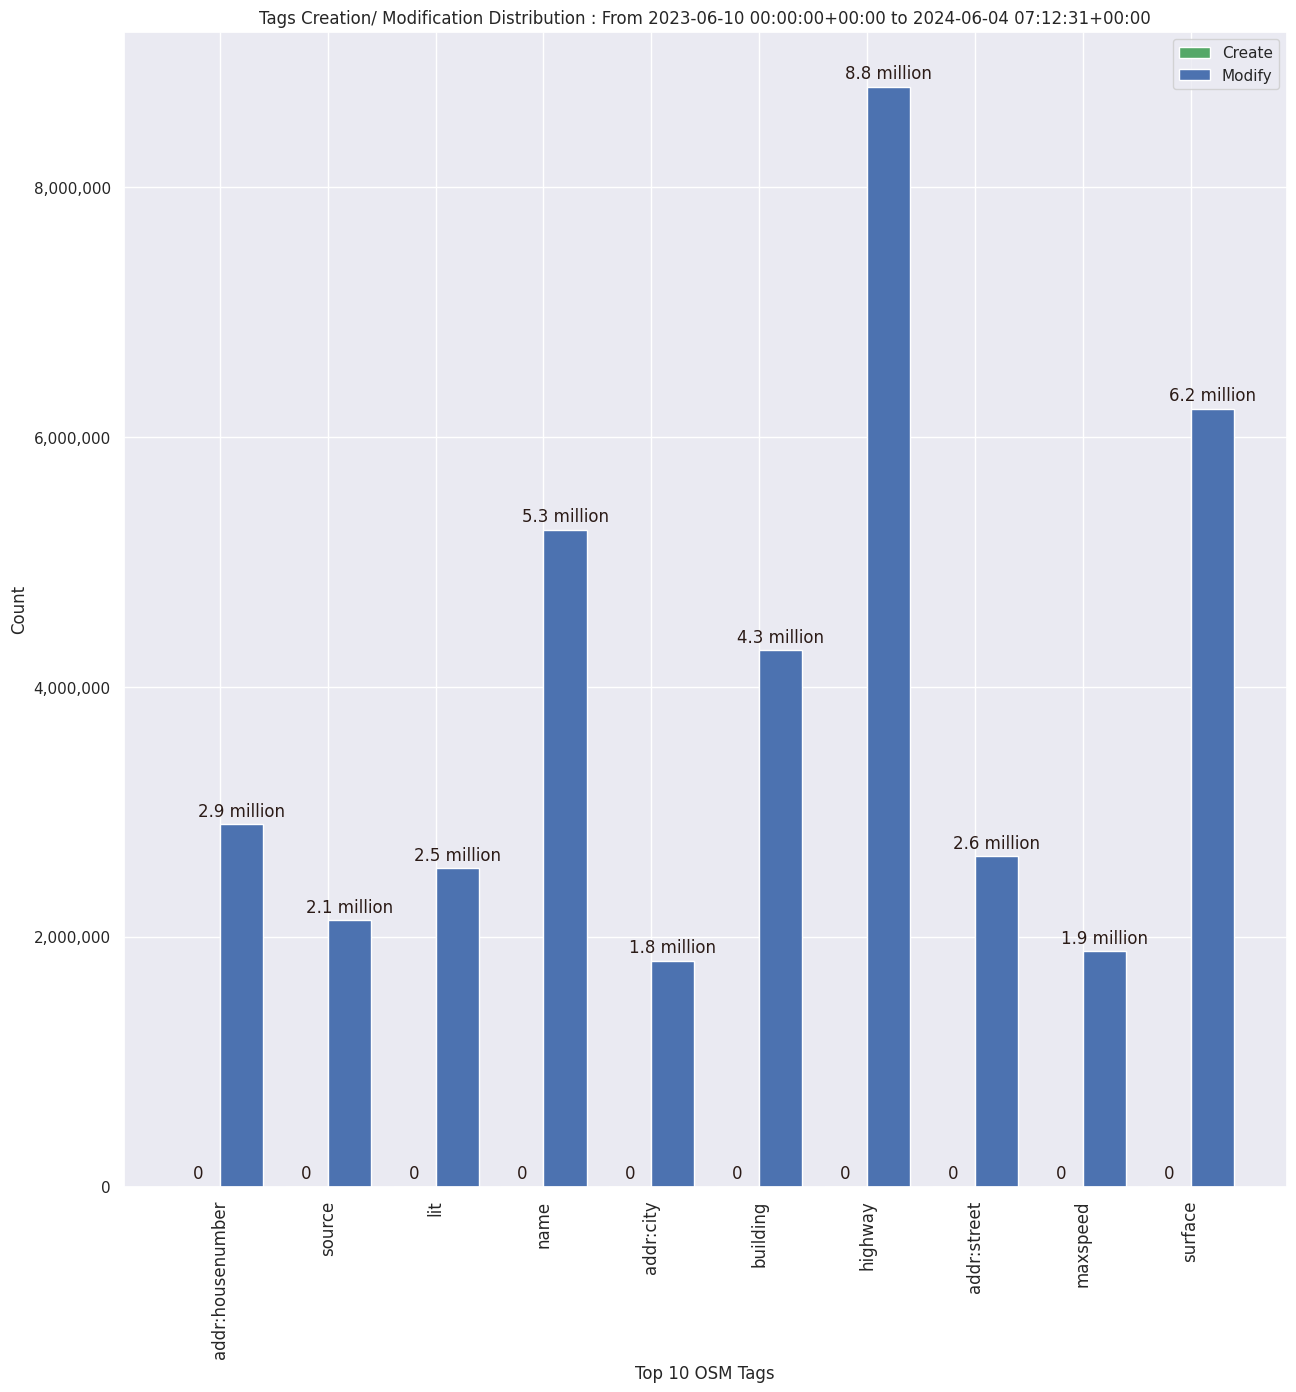 Tags Creation/ Modification Distribution : From 2023-06-10 00:00:00+00:00 to 2024-06-04 07:12:31+00:00
Create
Modify
Count
8,000,000
6,000,000
4,000,000
2,000,000
0
8.8 million
6.2 million
5.3 million
4.3 million
2.9 million
2.6 million
2.5 million
2.1 million
1.9 million
1.8 million
0 0 0 0 0 0 0 0 0 0
addr:housenumber
source
lit
name
addr:city
building
highway
addr:street
maxspeed
surface
Top 10 OSM Tags